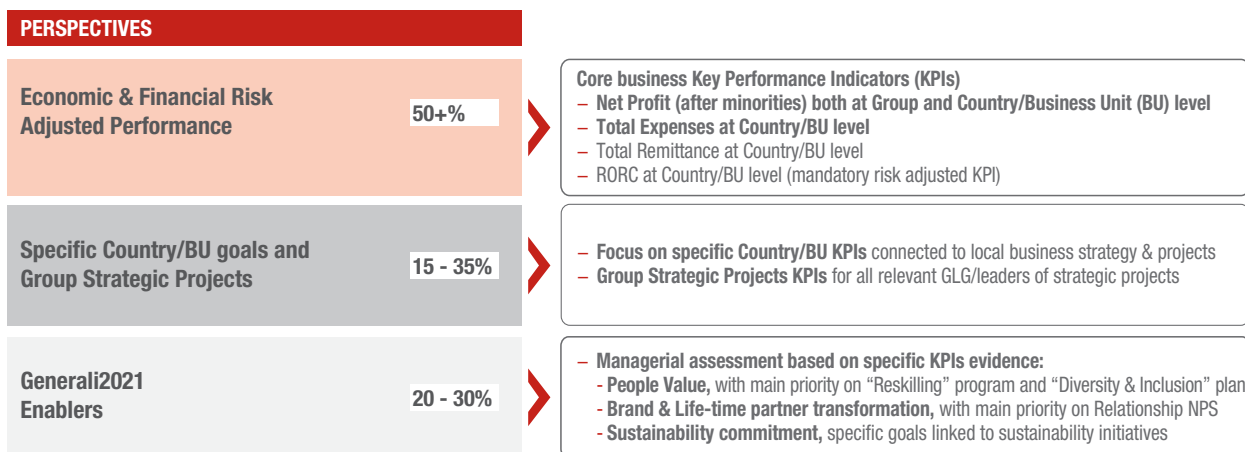 PERSPECTIVES
Economic & Financial Risk
Adjusted Performance
50+%
Core business Key Performance Indicators (KPIs)
– Net Profit (after minorities) both at Group and Country/Business Unit (BU) level
– Total Expenses at Country/BU level
– Total Remittance at Country/BU level
– RORC at Country/BU level (mandatory risk adjusted KPI)
Specific Country/BU goals and
Group Strategic Projects
15 - 35%
– Focus on specific Country/BU KPIs connected to local business strategy & projects
– Group Strategic Projects KPIs for all relevant GLG/leaders of strategic projects
Generali2021
Enablers
20 - 30%
– Managerial assessment based on specific KPIs evidence:
- People Value, with main priority on “Reskilling” program and “Diversity & Inclusion” plan
- Brand & Life-time partner transformation, with main priority on Relationship NPS
- Sustainability commitment, specific goals linked to sustainability initiatives